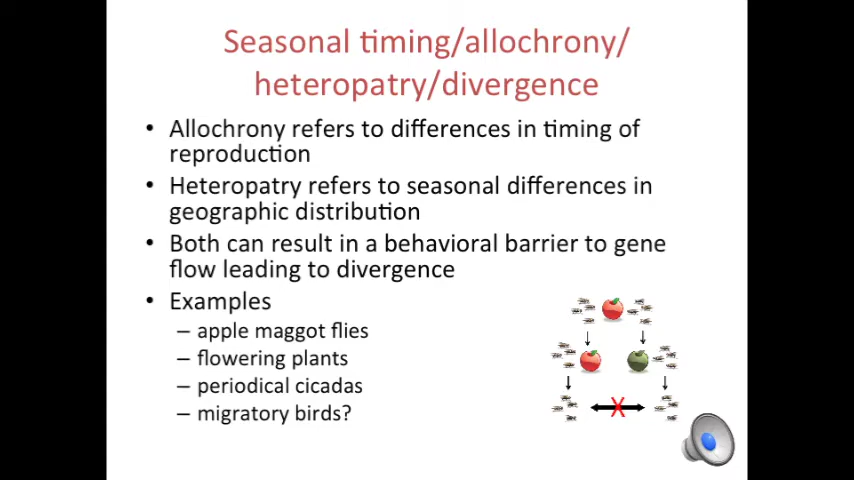 Seasonal timing/allochrony/
heteropatry/divergence
• Allochrony refers to differences in timing of
reproduction
• Heteropatry refers to seasonal differences in
geographic distribution
• Both can result in a behavioral barrier to gene
flow leading to divergence
• Examples
– apple maggot flies
– flowering plants
– periodical cicadas
– migratory birds?
X